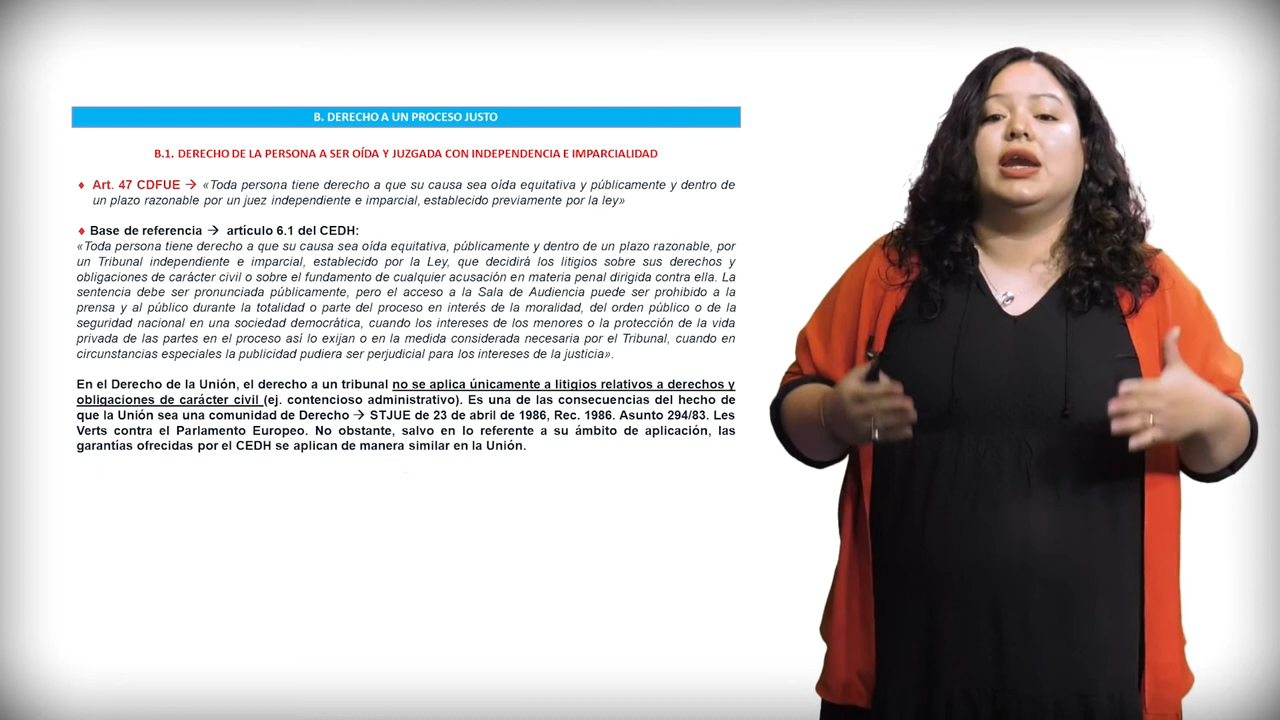 B. DERECHO A UN PROCESO JUSTO
B.1. DERECHO DE LA PERSONA A SER OÍDA Y JUZGADA CON INDEPENDENCIA E IMPARCIALIDAD
♦ Art. 47 CDFUE → «Toda persona tiene derecho a que su causa sea oída equitativa y públicamente y dentro de
un plazo razonable por un juez independiente e imparcial, establecido previamente por la ley»
♦ Base de referencia → artículo 6.1 del CEDH:
«Toda persona tiene derecho a que su causa sea oída equitativa, públicamente y dentro de un plazo razonable, por
un Tribunal independiente e imparcial, establecido por la Ley, que decidirá los litigios sobre sus derechos y
obligaciones de carácter civil o sobre el fundamento de cualquier acusación en materia penal dirigida contra ella. La
sentencia debe ser pronunciada públicamente, pero el acceso a la Sala de Audiencia puede ser prohibido a la
prensa y al público durante la totalidad o parte del proceso en interés de la moralidad, del orden público o de la
seguridad nacional en una sociedad democrática, cuando los intereses de los menores o la protección de la vida
privada de las partes en el proceso así lo exijan o en la medida considerada necesaria por el Tribunal, cuando en
circunstancias especiales la publicidad pudiera ser perjudicial para los intereses de la justicia».
En el Derecho de la Unión, el derecho a un tribunal no se aplica únicamente a litigios relativos a derechos y
obligaciones de carácter civil (ej. contencioso administrativo). Es una de las consecuencias del hecho de
que la Unión sea una comunidad de Derecho → STJUE de 23 de abril de 1986, Rec. 1986. Asunto 294/83. Les
Verts contra el Parlamento Europeo. No obstante, salvo en lo referente a su ámbito de aplicación, las
garantías ofrecidas por el CEDH se aplican de manera similar en la Unión.